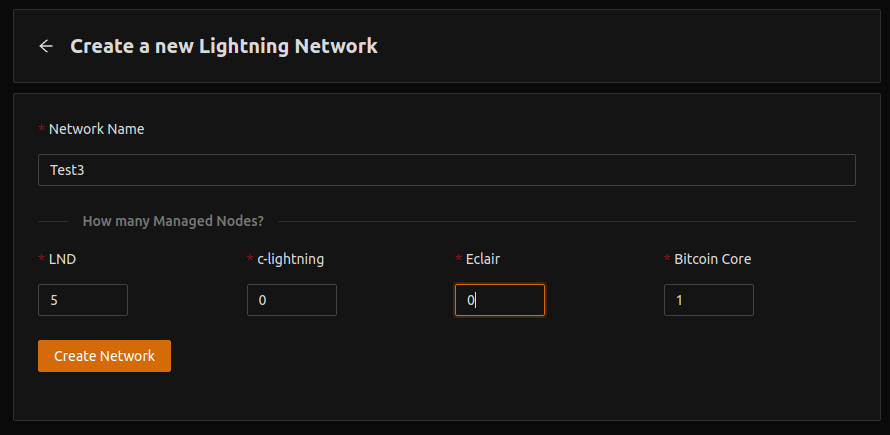 Create a new Lightning Network
* Network Name
Test3
How many Managed Nodes?
* LND * c-lightning * Eclair * Bitcoin Core
5 0 0 1
Create Network